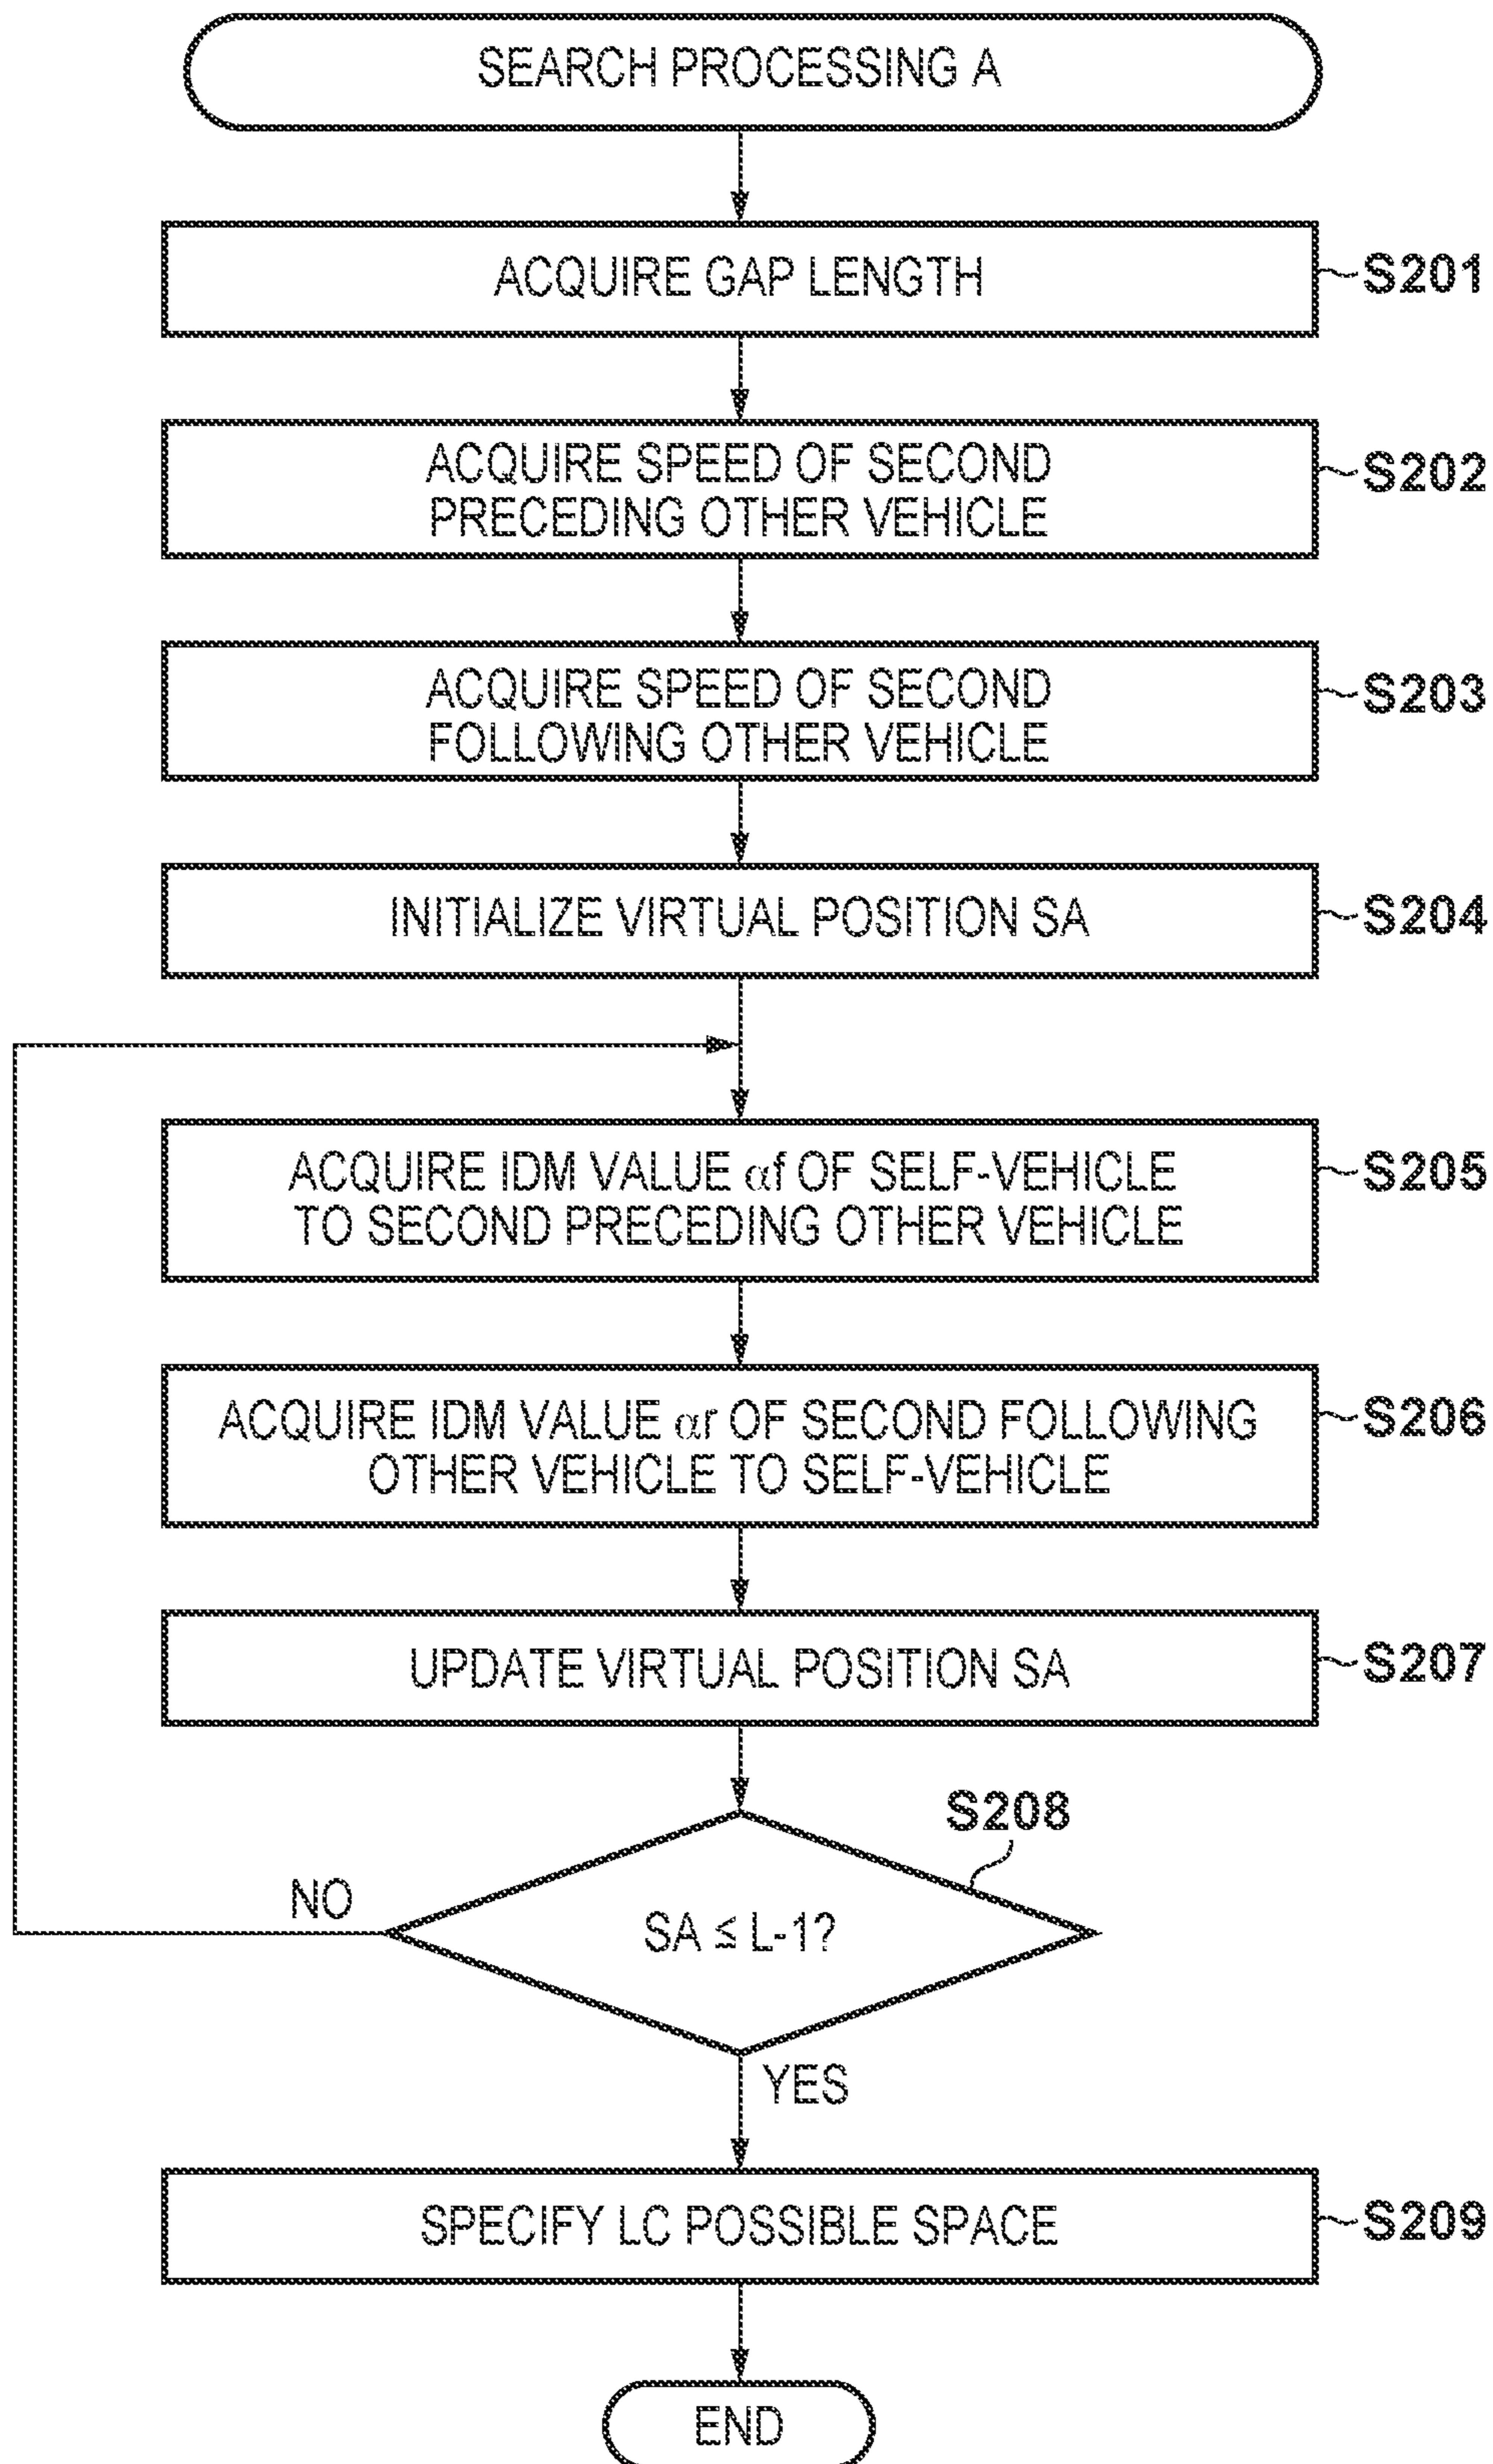 SEARCH PROCESSING A
ACQUIRE GAP LENGTH
S201
ACQUIRE SPEED OF SECOND
PRECEDING OTHER VEHICLE
S202
ACQUIRE SPEED OF SECOND
FOLLOWING OTHER VEHICLE
S203
INITIALIZE VIRTUAL POSITION SA
S204
ACQUIRE IDM VALUE αf OF SELF-VEHICLE
TO SECOND PRECEDING OTHER VEHICLE
S205
ACQUIRE IDM VALUE αr OF SECOND FOLLOWING
OTHER VEHICLE TO SELF-VEHICLE
S206
UPDATE VIRTUAL POSITION SA
S207
S208
NO
SA ≦ L-1?
YES
SPECIFY LC POSSIBLE SPACE
S209
END